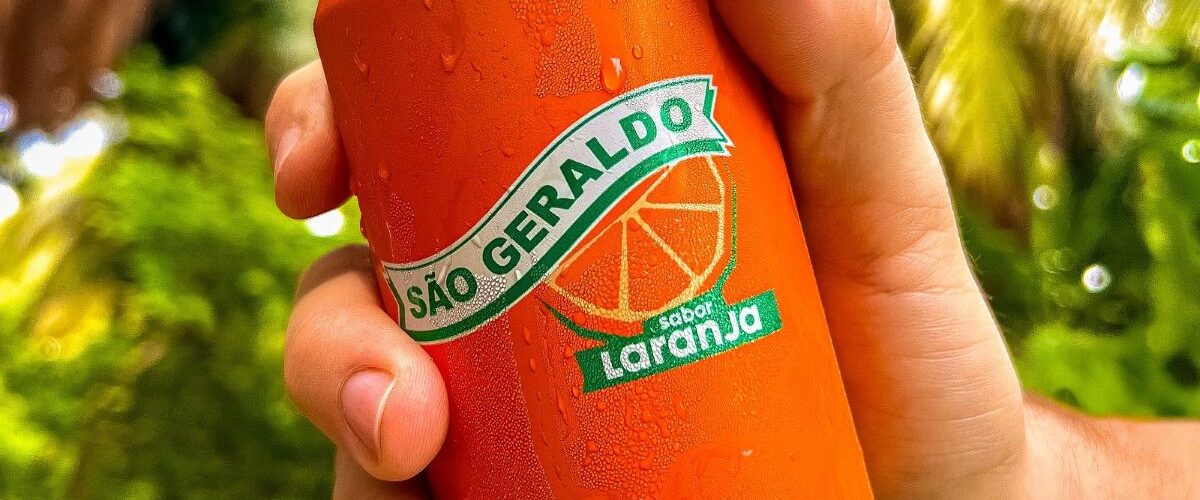 SÃO GERALDO
sabor
Laranja